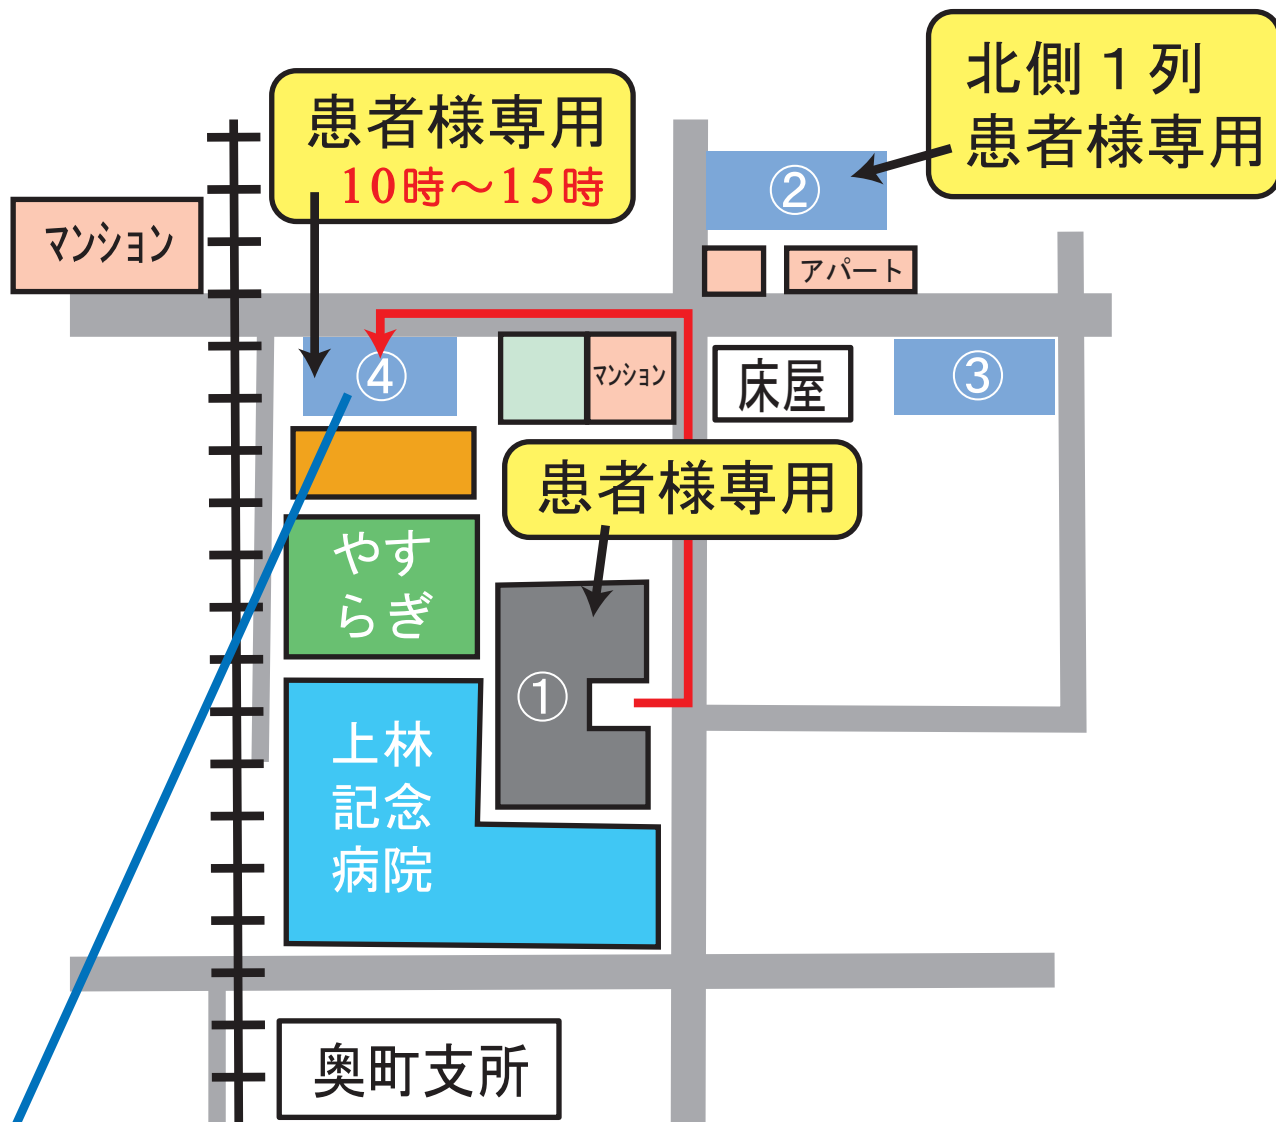 北側１列
患者様専用
患者様専用
10時～15時
②
マンション
アパート
④
マンション
床屋
③
患者様専用
やす
らぎ
①
上林
記念
病院
奥町支所